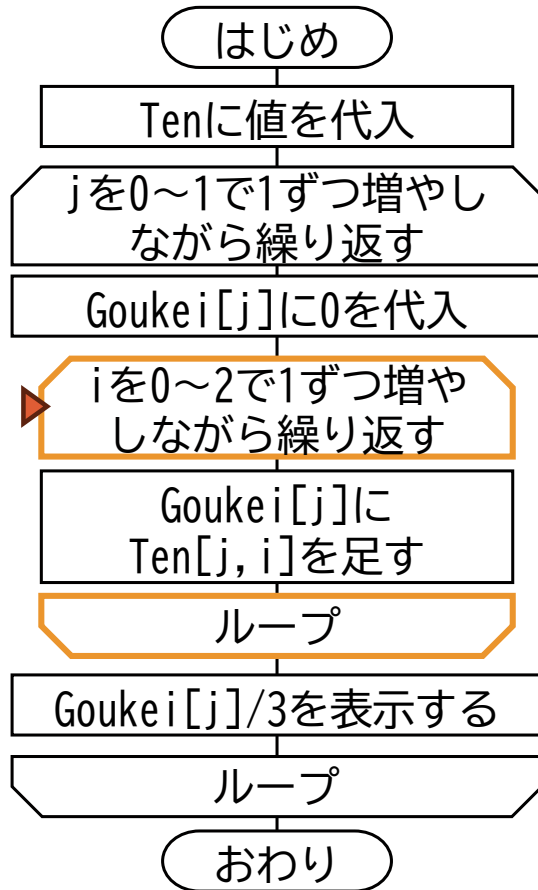 はじめ
Tenに値を代入
jを0～1で1ずつ増やし
ながら繰り返す
Goukei[j]に0を代入
iを0～2で1ずつ増や
しながら繰り返す
Goukei[j]に
Ten[j,i]を足す
ループ
Goukei[j]/3を表示する
ループ
おわり